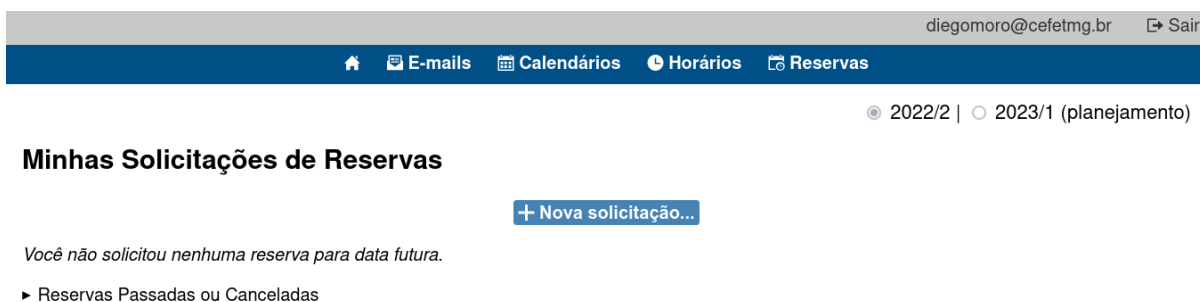 diegomoro@cefetmg.br Sair
E-mails Calendários Horários Reservas
2022/2 | 2023/1 (planejamento)
Minhas Solicitações de Reservas
+ Nova solicitação...
Você não solicitou nenhuma reserva para data futura.
▸ Reservas Passadas ou Canceladas